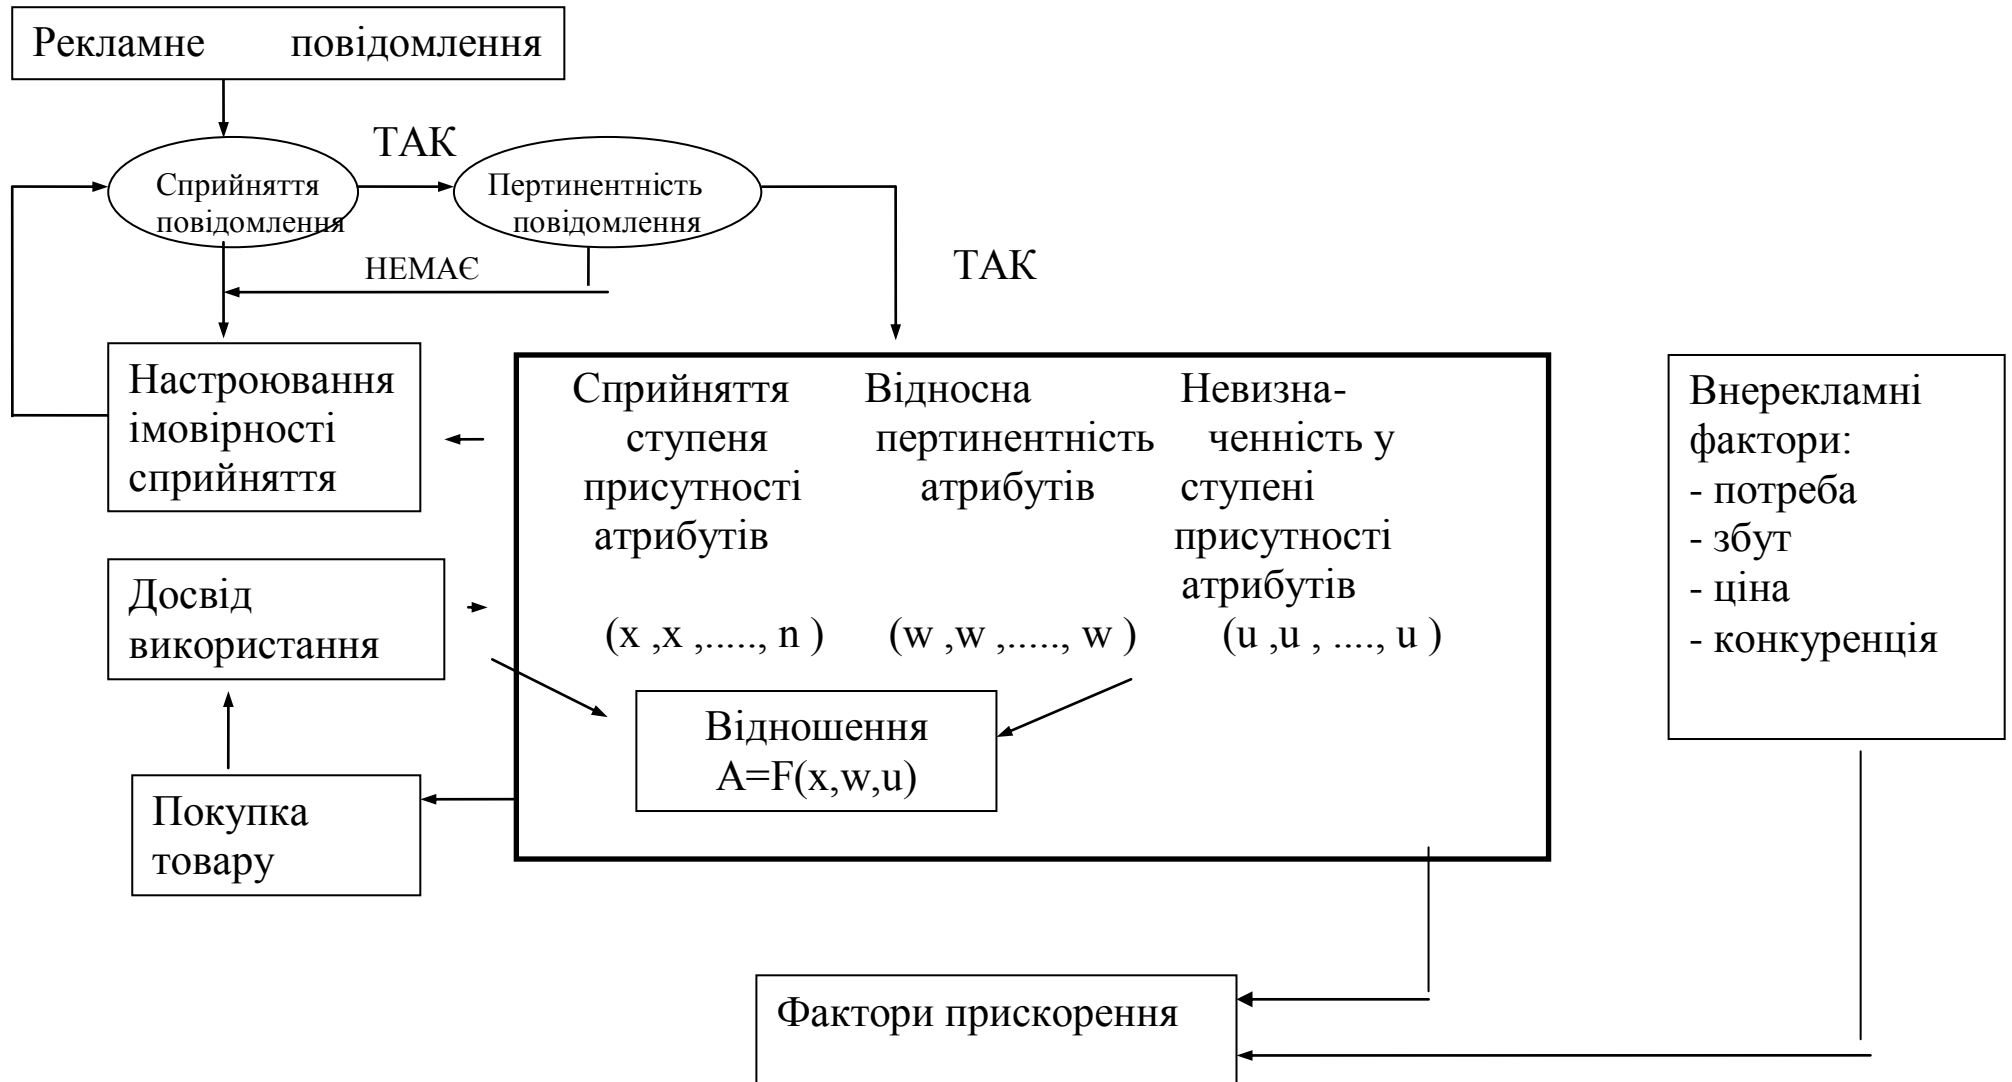 Рекламне повідомлення
ТАК
Сприйняття
повідомлення
Пертинентність
повідомлення
НЕМАЄ
ТАК
Настроювання
імовірності
сприйняття
Сприйняття
ступеня
присутності
атрибутів
(x ,x ,....., n )
Відносна
пертинентність
атрибутів
(w ,w ,....., w )
Невизна-
ченність у
ступені
присутності
атрибутів
(u ,u , ...., u )
Внерекламні
фактори:
- потреба
- збут
- ціна
- конкуренція
Досвід
використання
Відношення
A=F(x,w,u)
Покупка
товару
Фактори прискорення